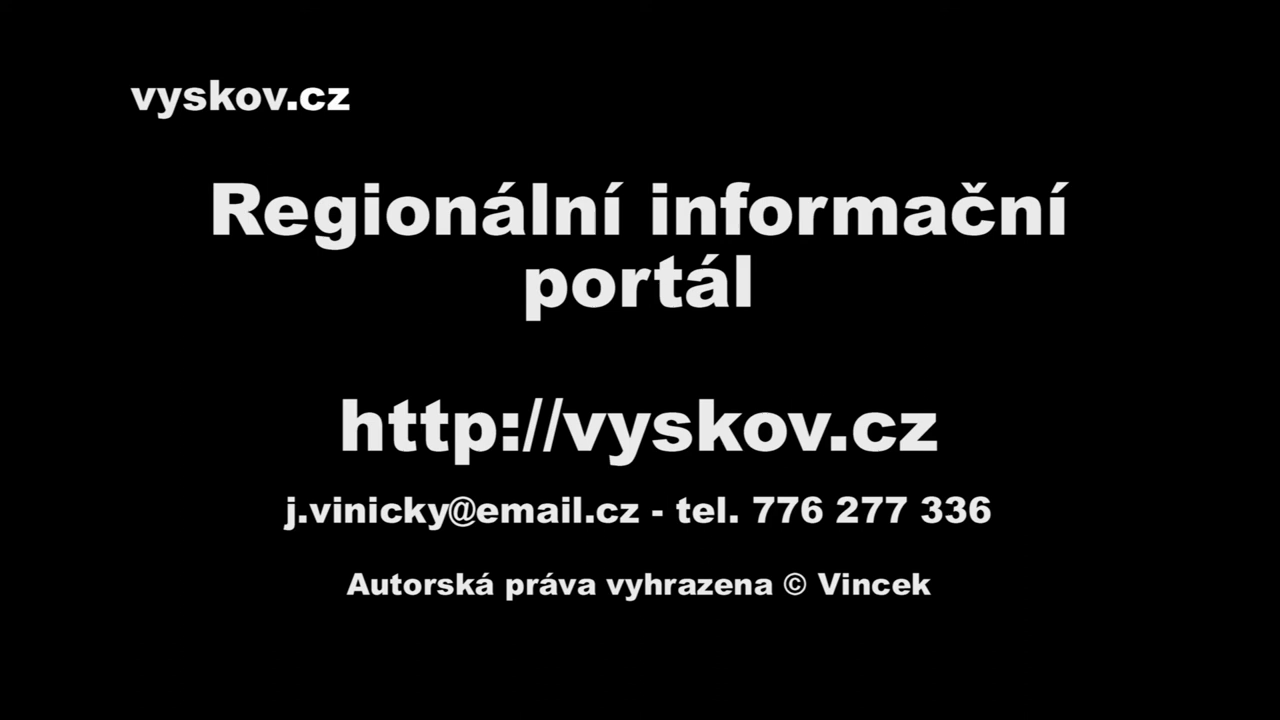 vyskov.cz
Regionální informační
portál
http://vyskov.cz
j.vinicky@email.cz - tel. 776 277 336
Autorská práva vyhrazena © Vincek